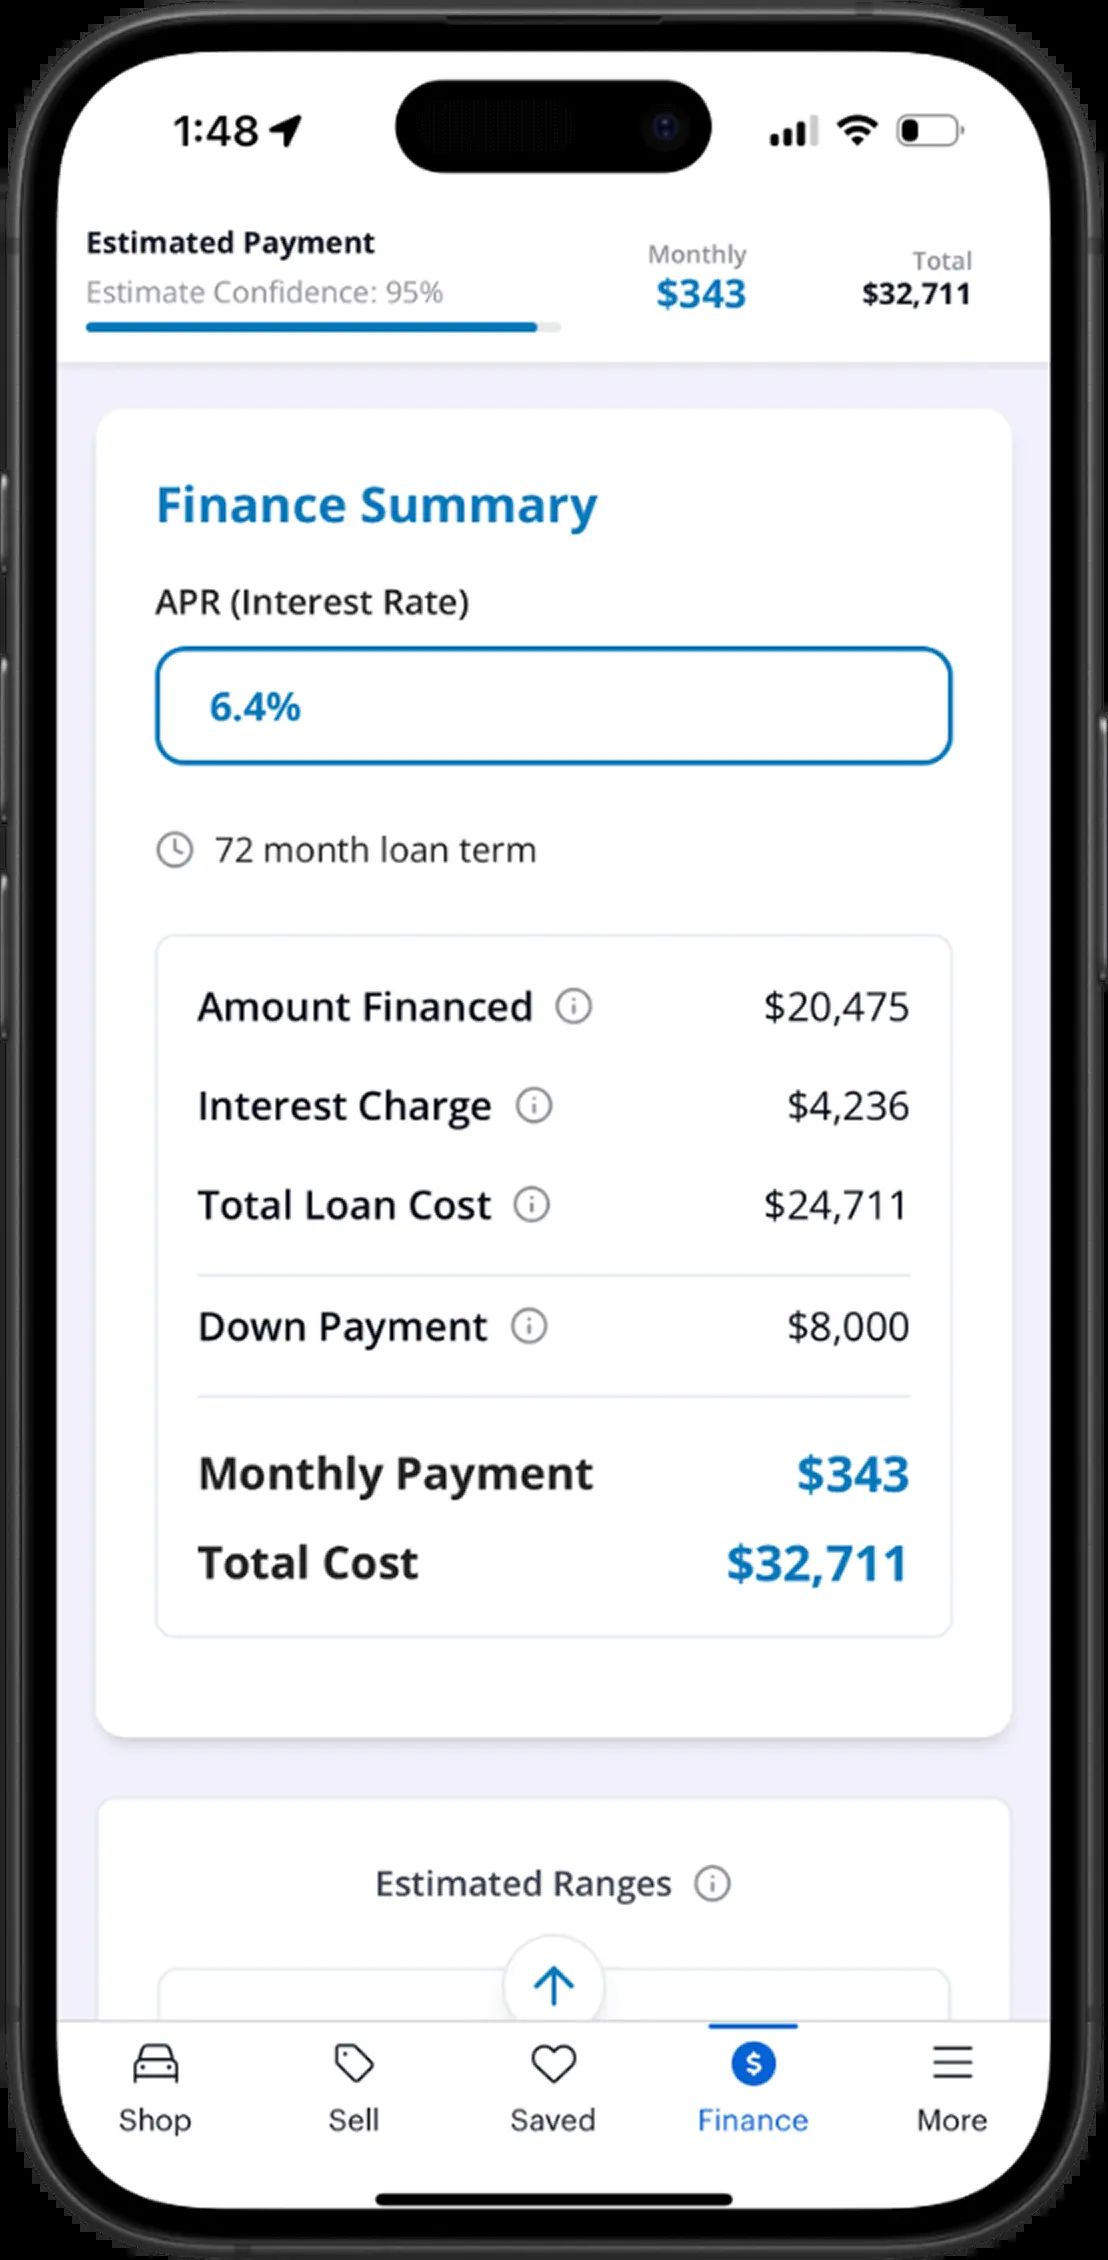 1:48
Estimated Payment
Estimate Confidence: 95%
Monthly
$343
Total
$32,711
Finance Summary
APR (Interest Rate)
6.4%
72 month loan term
Amount Financed $20,475
Interest Charge $4,236
Total Loan Cost $24,711
Down Payment $8,000
Monthly Payment $343
Total Cost $32,711
Estimated Ranges
Shop Sell Saved Finance More